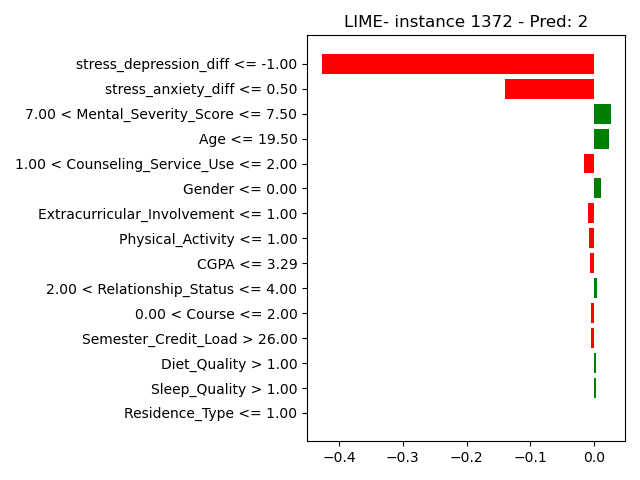 LIME- instance 1372 - Pred: 2
stress_depression_diff <= -1.00
stress_anxiety_diff <= 0.50
7.00 < Mental_Severity_Score <= 7.50
Age <= 19.50
1.00 < Counseling_Service_Use <= 2.00
Gender <= 0.00
Extracurricular_Involvement <= 1.00
Physical_Activity <= 1.00
CGPA <= 3.29
2.00 < Relationship_Status <= 4.00
0.00 < Course <= 2.00
Semester_Credit_Load > 26.00
Diet_Quality > 1.00
Sleep_Quality > 1.00
Residence_Type <= 1.00
−0.4 −0.3 −0.2 −0.1 0.0